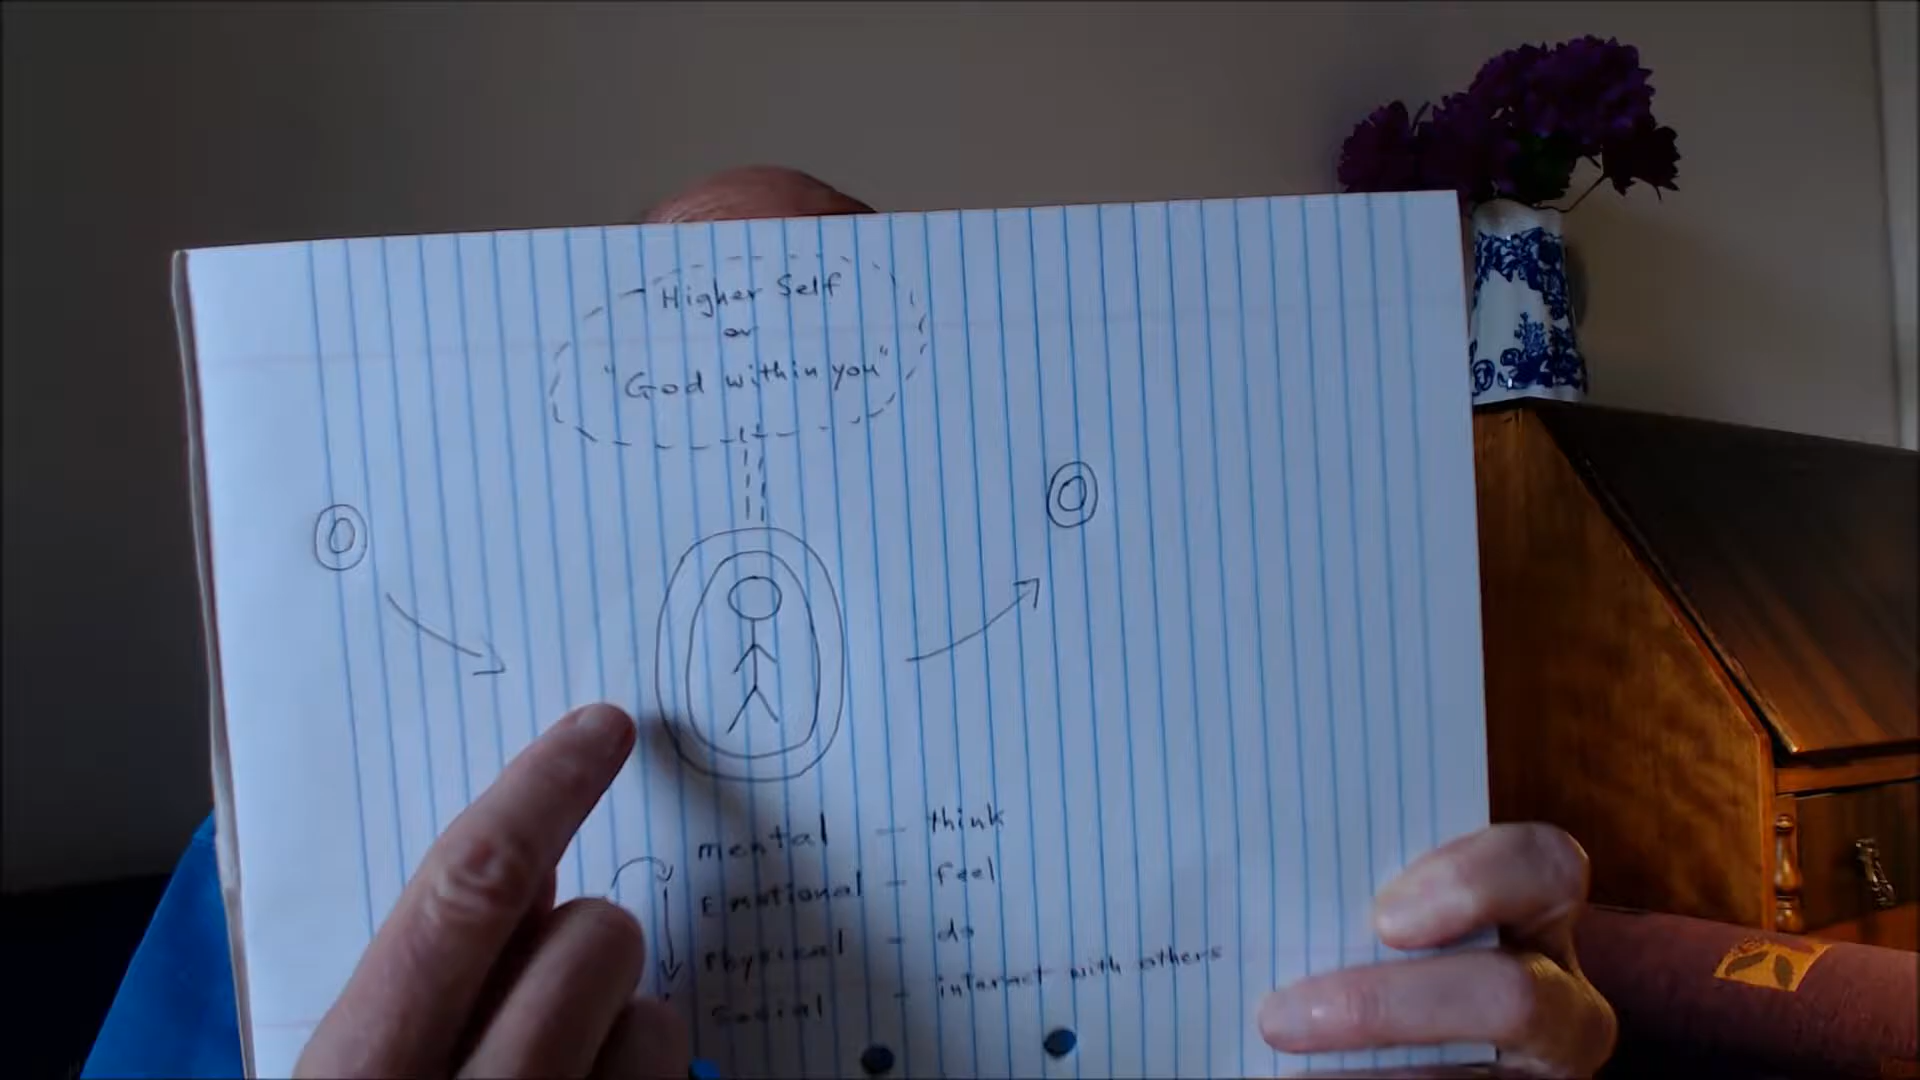 Higher Self
or
"God within you"
Mental - think
Emotional - feel
Physical - do
Social - interact with others